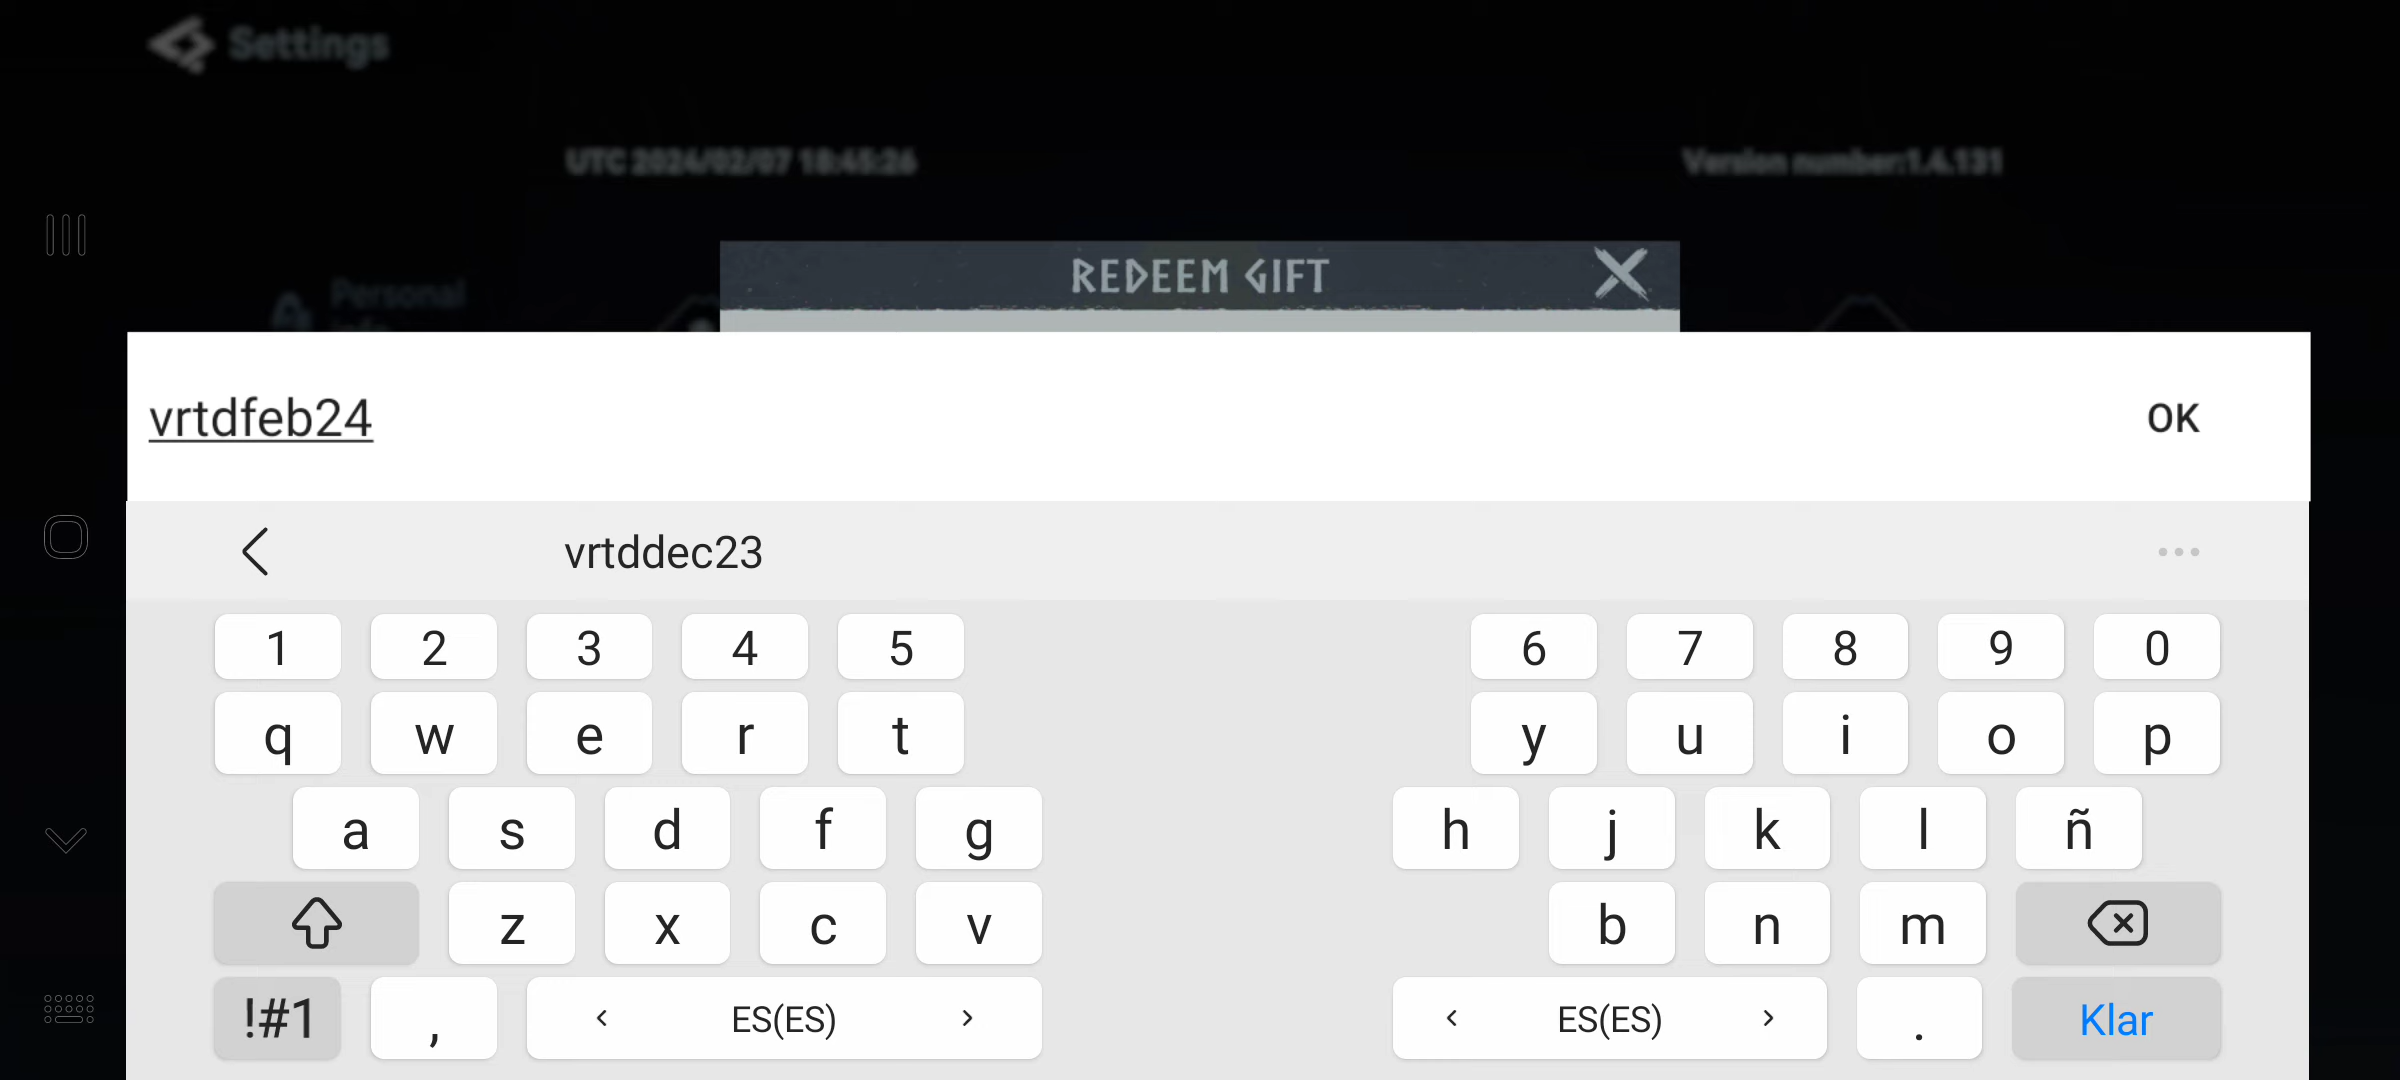 Settings
UTC 2024/02/07 18:45:26
Version number:1.4.131
REDEEM GIFT
Personal
vrtdfeb24
OK
vrtddec23
1 2 3 4 5 6 7 8 9 0
q w e r t y u i o p
a s d f g h j k l ñ
z x c v b n m
!#1 , ES(ES) ES(ES) . Klar